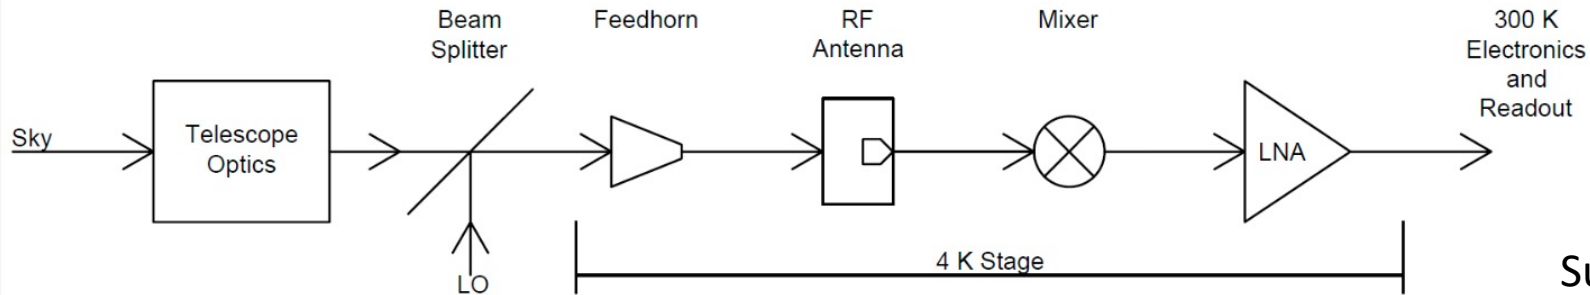 Beam
Splitter
Feedhorn
RF
Antenna
Mixer
300 K
Electronics
and
Readout
Sky
Telescope
Optics
LNA
LO
4 K Stage